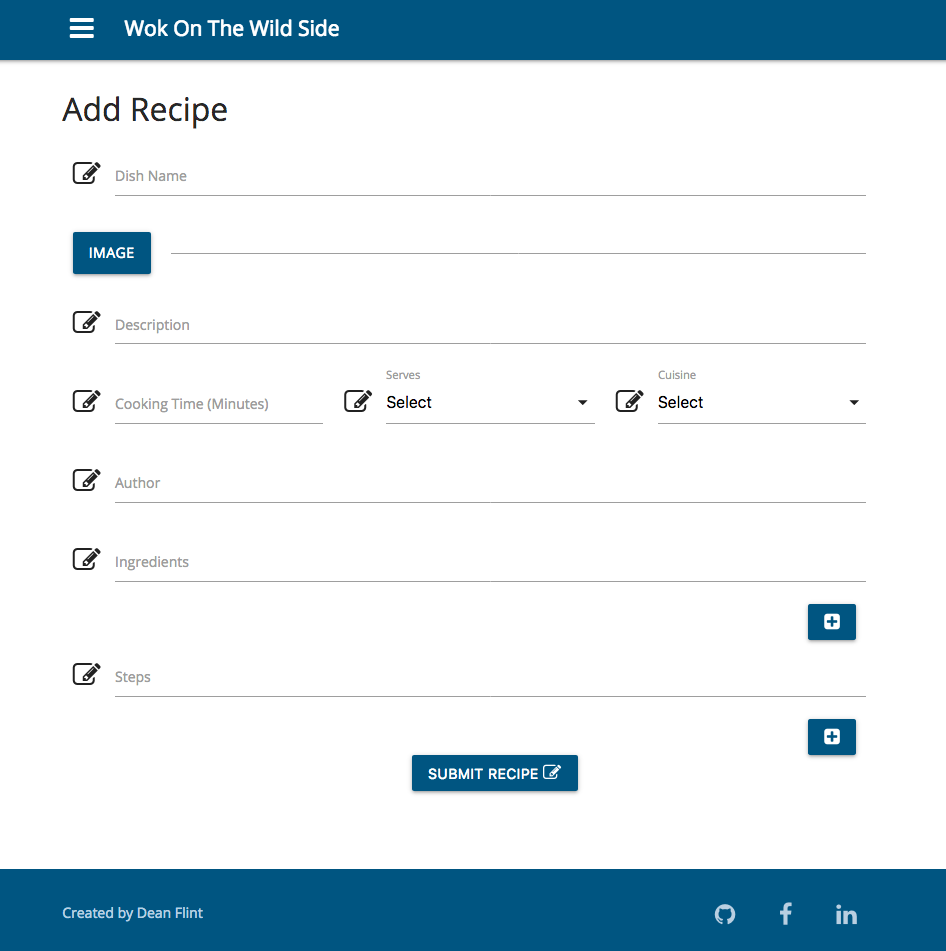 Wok On The Wild Side
Add Recipe
Dish Name
IMAGE
Description
Cooking Time (Minutes)
Serves
Select
Cuisine
Select
Author
Ingredients
Steps
SUBMIT RECIPE
Created by Dean Flint